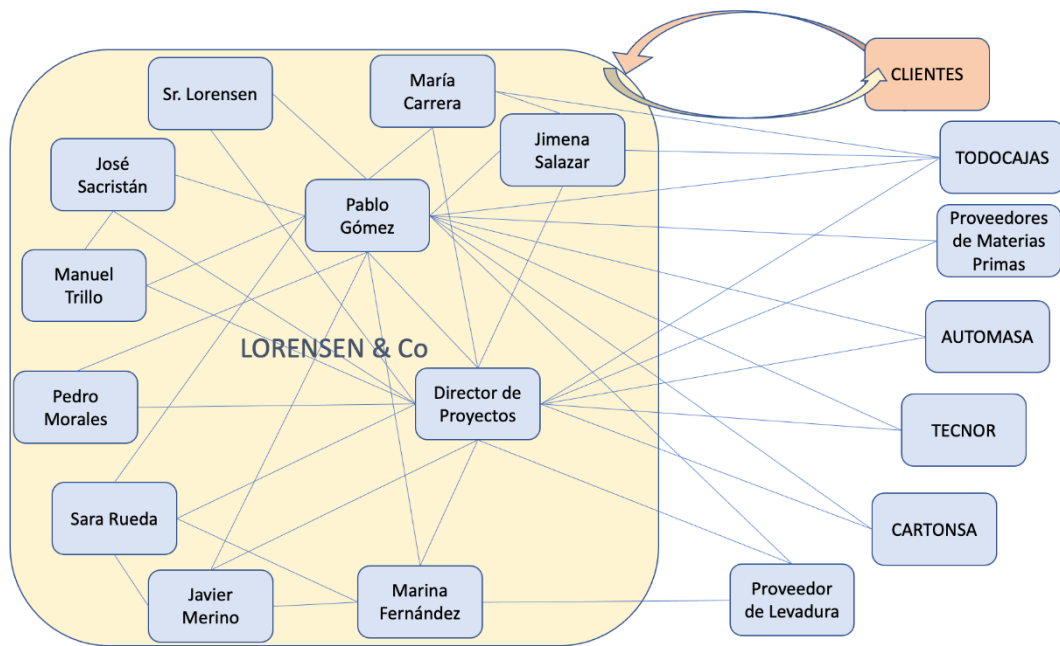 Sr. Lorensen
María
Carrera
CLIENTES
Jimena
Salazar
TODOCAJAS
José
Sacristán
Pablo
Gómez
Proveedores
de Materias
Primas
Manuel
Trillo
LORENSEN & Co
AUTOMASA
Pedro
Morales
Director de
Proyectos
TECNOR
Sara Rueda
CARTONSA
Javier
Merino
Marina
Fernández
Proveedor
de Levadura